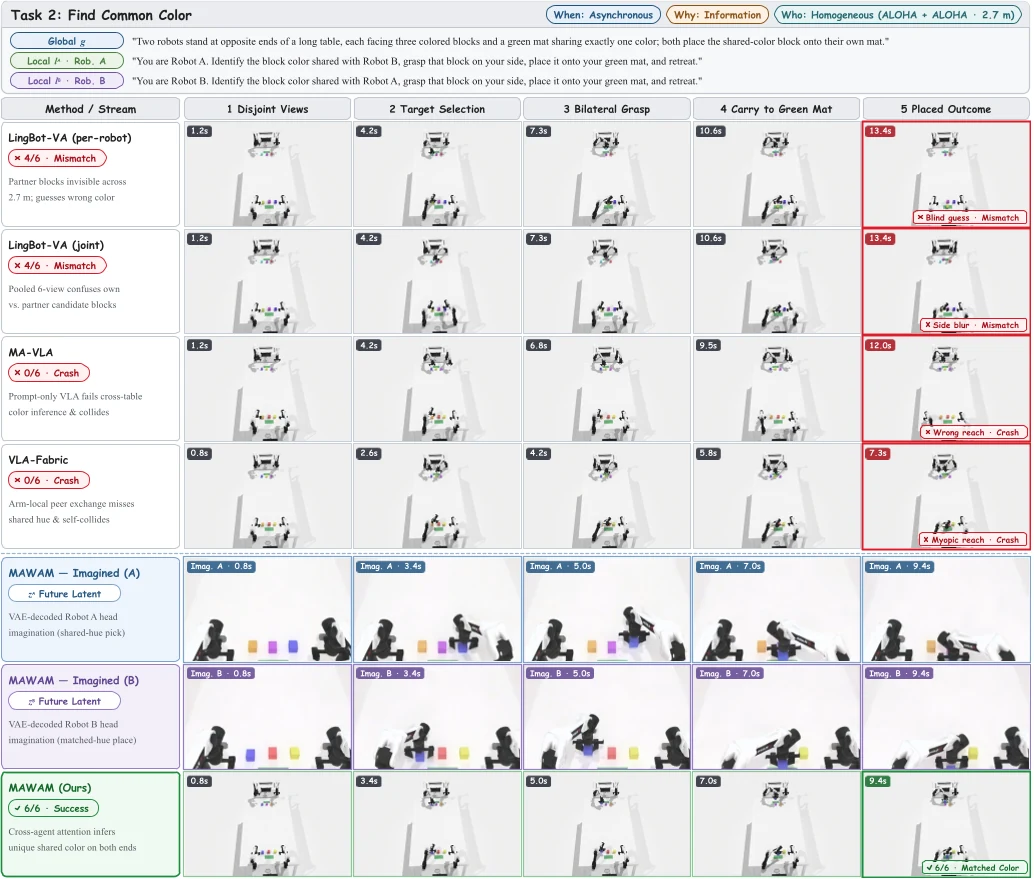 Task 2: Find Common Color
When: Asynchronous
Why: Information
Who: Homogeneous (ALOHA + ALOHA · 2.7 m)
Global g
"Two robots stand at opposite ends of a long table, each facing three colored blocks and a green mat sharing exactly one color; both place the shared-color block onto their own mat."
Local lᵃ · Rob. A
"You are Robot A. Identify the block color shared with Robot B, grasp that block on your side, place it onto your green mat, and retreat."
Local lᵇ · Rob. B
"You are Robot B. Identify the block color shared with Robot A, grasp that block on your side, place it onto your green mat, and retreat."
Method / Stream
1 Disjoint Views
2 Target Selection
3 Bilateral Grasp
4 Carry to Green Mat
5 Placed Outcome
LingBot-VA (per-robot)
× 4/6 · Mismatch
Partner blocks invisible across
2.7 m; guesses wrong color
1.2s
4.2s
7.3s
10.6s
13.4s
× Blind guess · Mismatch
LingBot-VA (joint)
× 4/6 · Mismatch
Pooled 6-view confuses own
vs. partner candidate blocks
1.2s
4.2s
7.3s
10.6s
13.4s
× Side blur · Mismatch
MA-VLA
× 0/6 · Crash
Prompt-only VLA fails cross-table
color inference & collides
1.2s
4.2s
6.8s
9.5s
12.0s
× Wrong reach · Crash
VLA-Fabric
× 0/6 · Crash
Arm-local peer exchange misses
shared hue & self-collides
0.8s
2.6s
4.2s
5.8s
7.3s
× Myopic reach · Crash
MAWAM — Imagined (A)
Future Latent
VAE-decoded Robot A head
imagination (shared-hue pick)
Imag. A · 0.8s
Imag. A · 3.4s
Imag. A · 5.0s
Imag. A · 7.0s
Imag. A · 9.4s
MAWAM — Imagined (B)
Future Latent
VAE-decoded Robot B head
imagination (matched-hue place)
Imag. B · 0.8s
Imag. B · 3.4s
Imag. B · 5.0s
Imag. B · 7.0s
Imag. B · 9.4s
MAWAM (Ours)
✓ 6/6 · Success
Cross-agent attention infers
unique shared color on both ends
0.8s
3.4s
5.0s
7.0s
9.4s
✓ 6/6 · Matched Color